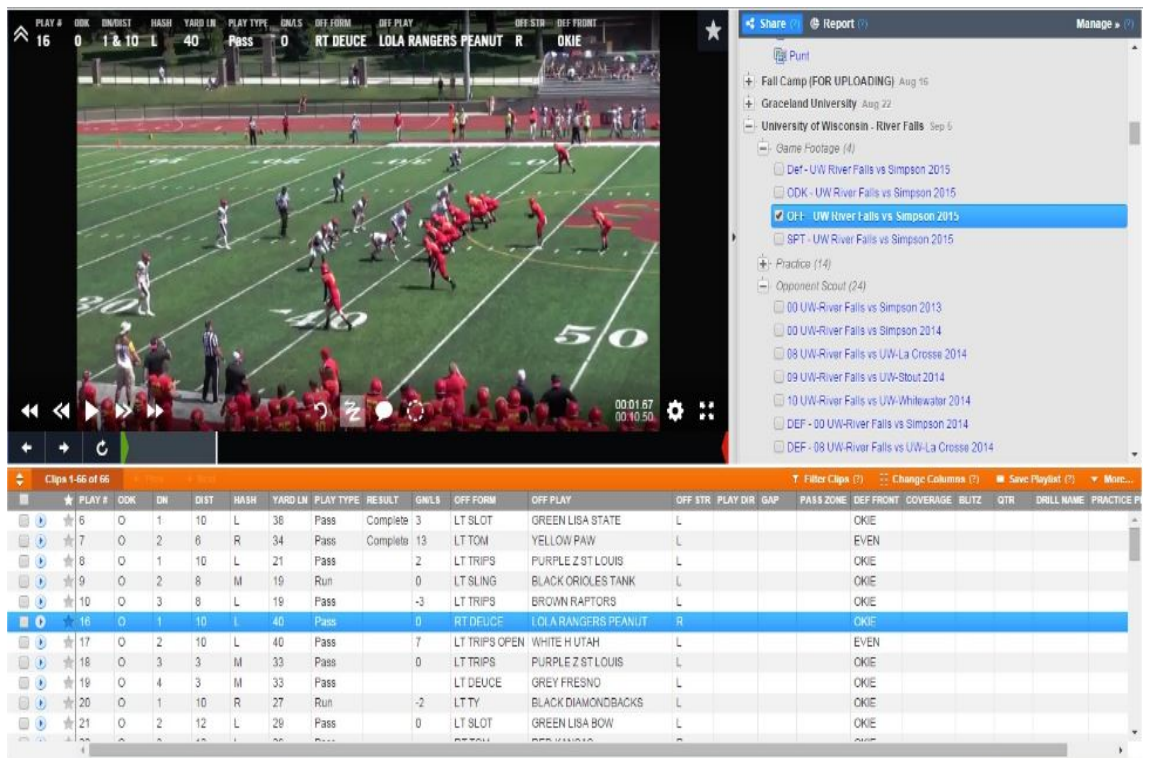 PLAY # ODK DN/DIST HASH YARD LN PLAY TYPE GN/LS OFF FORM OFF PLAY OFF STR DEF FRONT
16 0 1 & 10 L 40 Pass 0 RT DEUCE LOLA RANGERS PEANUT R OKIE
30
40
50
00:01.67
00:10.50
Share (?) Report (?) Manage » (?)
Punt
Fall Camp (FOR UPLOADING) Aug 16
Graceland University Aug 22
University of Wisconsin - River Falls Sep 5
Game Footage (4)
Def - UW River Falls vs Simpson 2015
ODK - UW River Falls vs Simpson 2015
OFF - UW River Falls vs Simpson 2015
SPT - UW River Falls vs Simpson 2015
Practice (14)
Opponent Scout (24)
00 UW-River Falls vs Simpson 2013
00 UW-River Falls vs Simpson 2014
08 UW-River Falls vs UW-La Crosse 2014
09 UW-River Falls vs UW-Stout 2014
10 UW-River Falls vs UW-Whitewater 2014
DEF - 00 UW-River Falls vs Simpson 2014
DEF - 08 UW-River Falls vs UW-La Crosse 2014
Clips 1-66 of 66 Filter Clips (?) Change Columns (?) Save Playlist (?) More...
PLAY # ODK DN DIST HASH YARD LN PLAY TYPE RESULT GN/LS OFF FORM OFF PLAY OFF STR PLAY DIR GAP PASS ZONE DEF FRONT COVERAGE BLITZ QTR DRILL NAME PRACTICE
6 O 1 10 L 38 Pass Complete 3 LT SLOT GREEN LISA STATE L OKIE
7 O 2 6 R 34 Pass Complete 13 LT TOM YELLOW PAW L EVEN
8 O 1 10 L 21 Pass 2 LT TRIPS PURPLE Z ST LOUIS L OKIE
9 O 2 8 M 19 Run 0 LT SLING BLACK ORIOLES TANK L OKIE
10 O 3 8 L 19 Pass -3 LT TRIPS BROWN RAPTORS L OKIE
16 O 1 10 L 40 Pass 0 RT DEUCE LOLA RANGERS PEANUT R OKIE
17 O 2 10 L 40 Pass 7 LT TRIPS OPEN WHITE H UTAH L EVEN
18 O 3 3 M 33 Pass 0 LT TRIPS PURPLE Z ST LOUIS L OKIE
19 O 4 3 M 33 Pass LT DEUCE GREY FRESNO L OKIE
20 O 1 10 R 27 Run -2 LT TY BLACK DIAMONDBACKS L OKIE
21 O 2 12 L 29 Pass 0 LT SLOT GREEN LISA BOW L OKIE